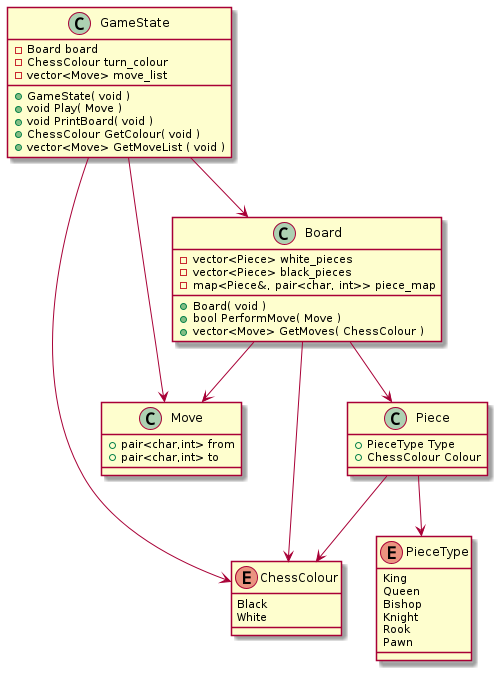 C GameState
Board board
ChessColour turn_colour
vector<Move> move_list
GameState( void )
void Play( Move )
void PrintBoard( void )
ChessColour GetColour( void )
vector<Move> GetMoveList ( void )
C Board
vector<Piece> white_pieces
vector<Piece> black_pieces
map<Piece&, pair<char, int>> piece_map
Board( void )
bool PerformMove( Move )
vector<Move> GetMoves( ChessColour )
C Move
pair<char,int> from
pair<char,int> to
C Piece
PieceType Type
ChessColour Colour
E ChessColour
Black
White
E PieceType
King
Queen
Bishop
Knight
Rook
Pawn